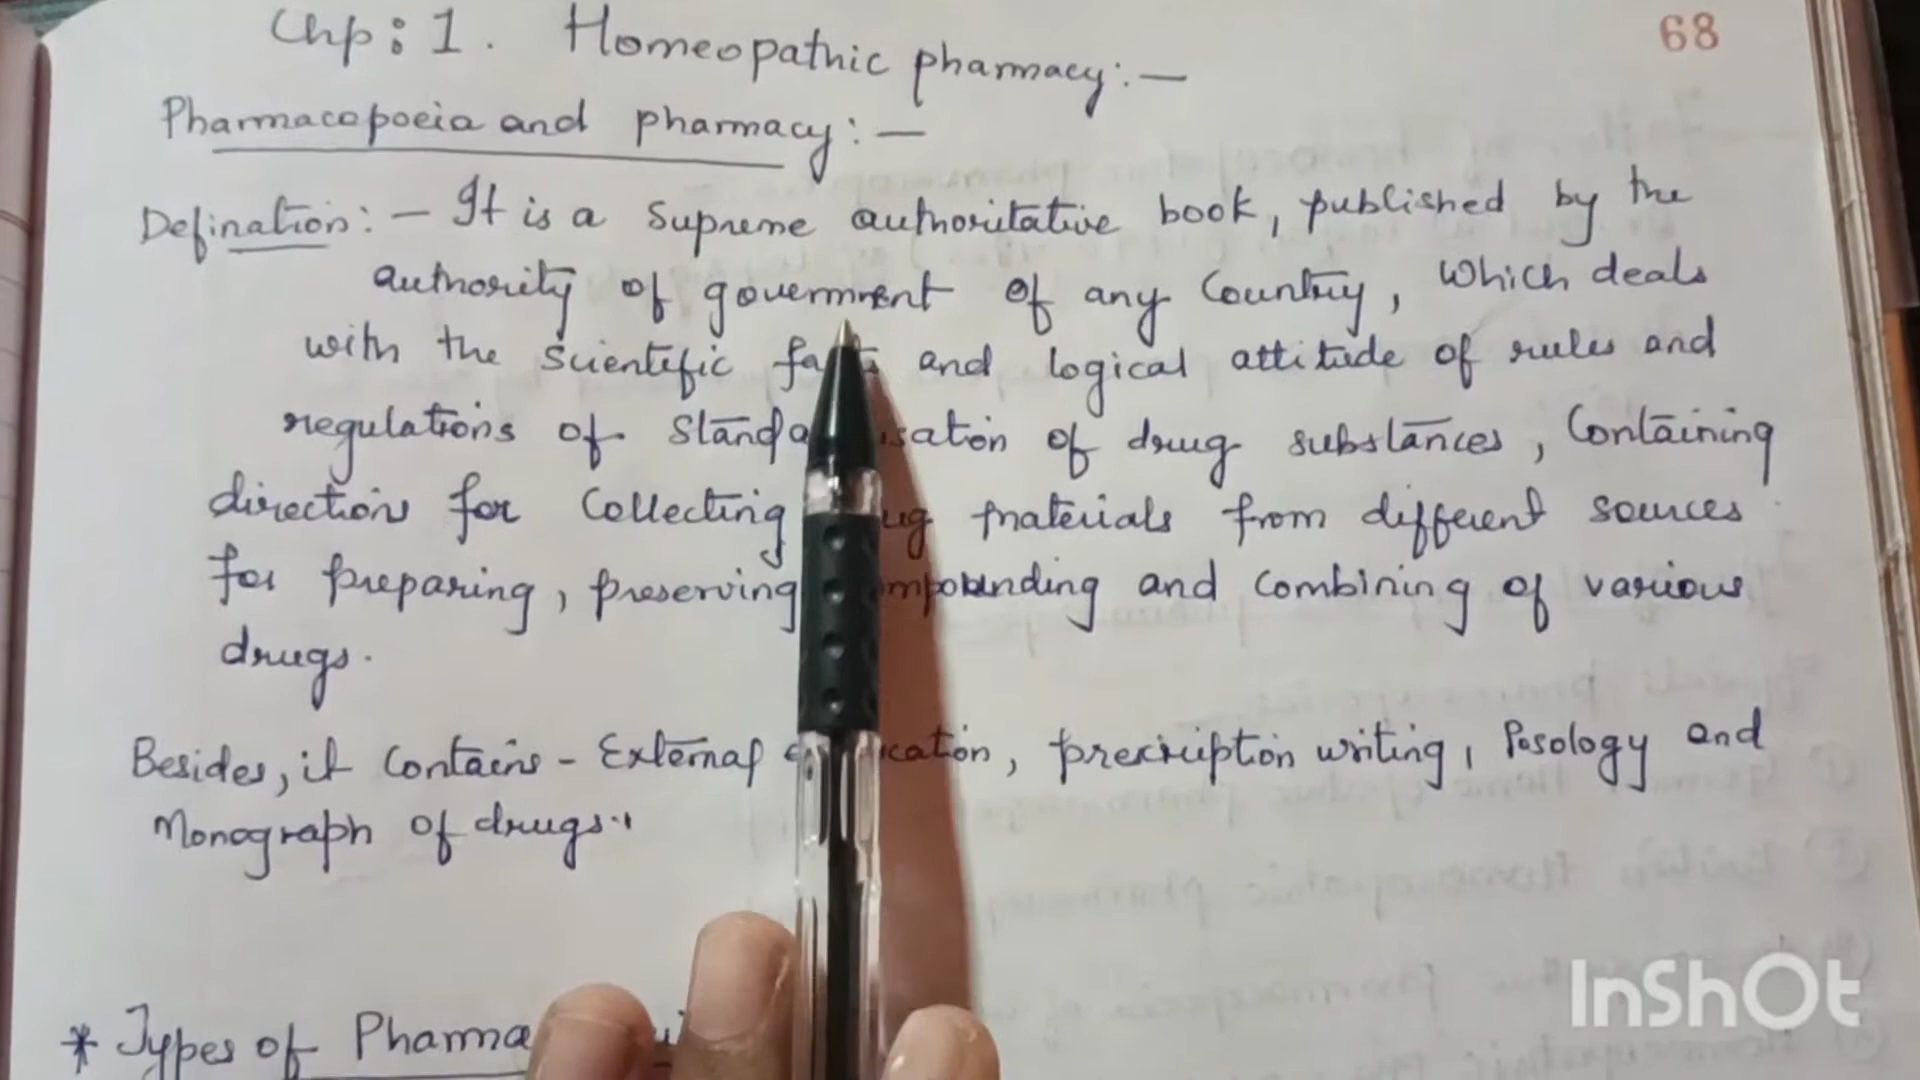 Chp: 1. Homeopathic pharmacy:—
68
Pharmacopoeia and pharmacy:—
Defination:— It is a Supreme authoritative book, published by the
authority of government of any Country, which deals
with the scientific and logical attitude of rules and
regulations of of drug substances, Containing
direction for Collecting materials from different sources
for preparing, preserving and combining of various
drugs.
Besides, it Contains - External , prescription writing, Posology and
Monograph of drugs.
* Types of
InShOt